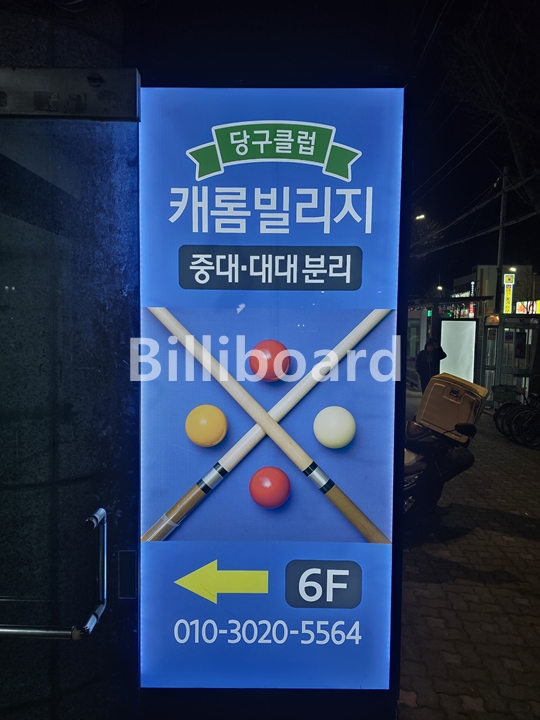 당구클럽
캐롬빌리지
중대·대대 분리
Billiboard
6F
010-3020-5564